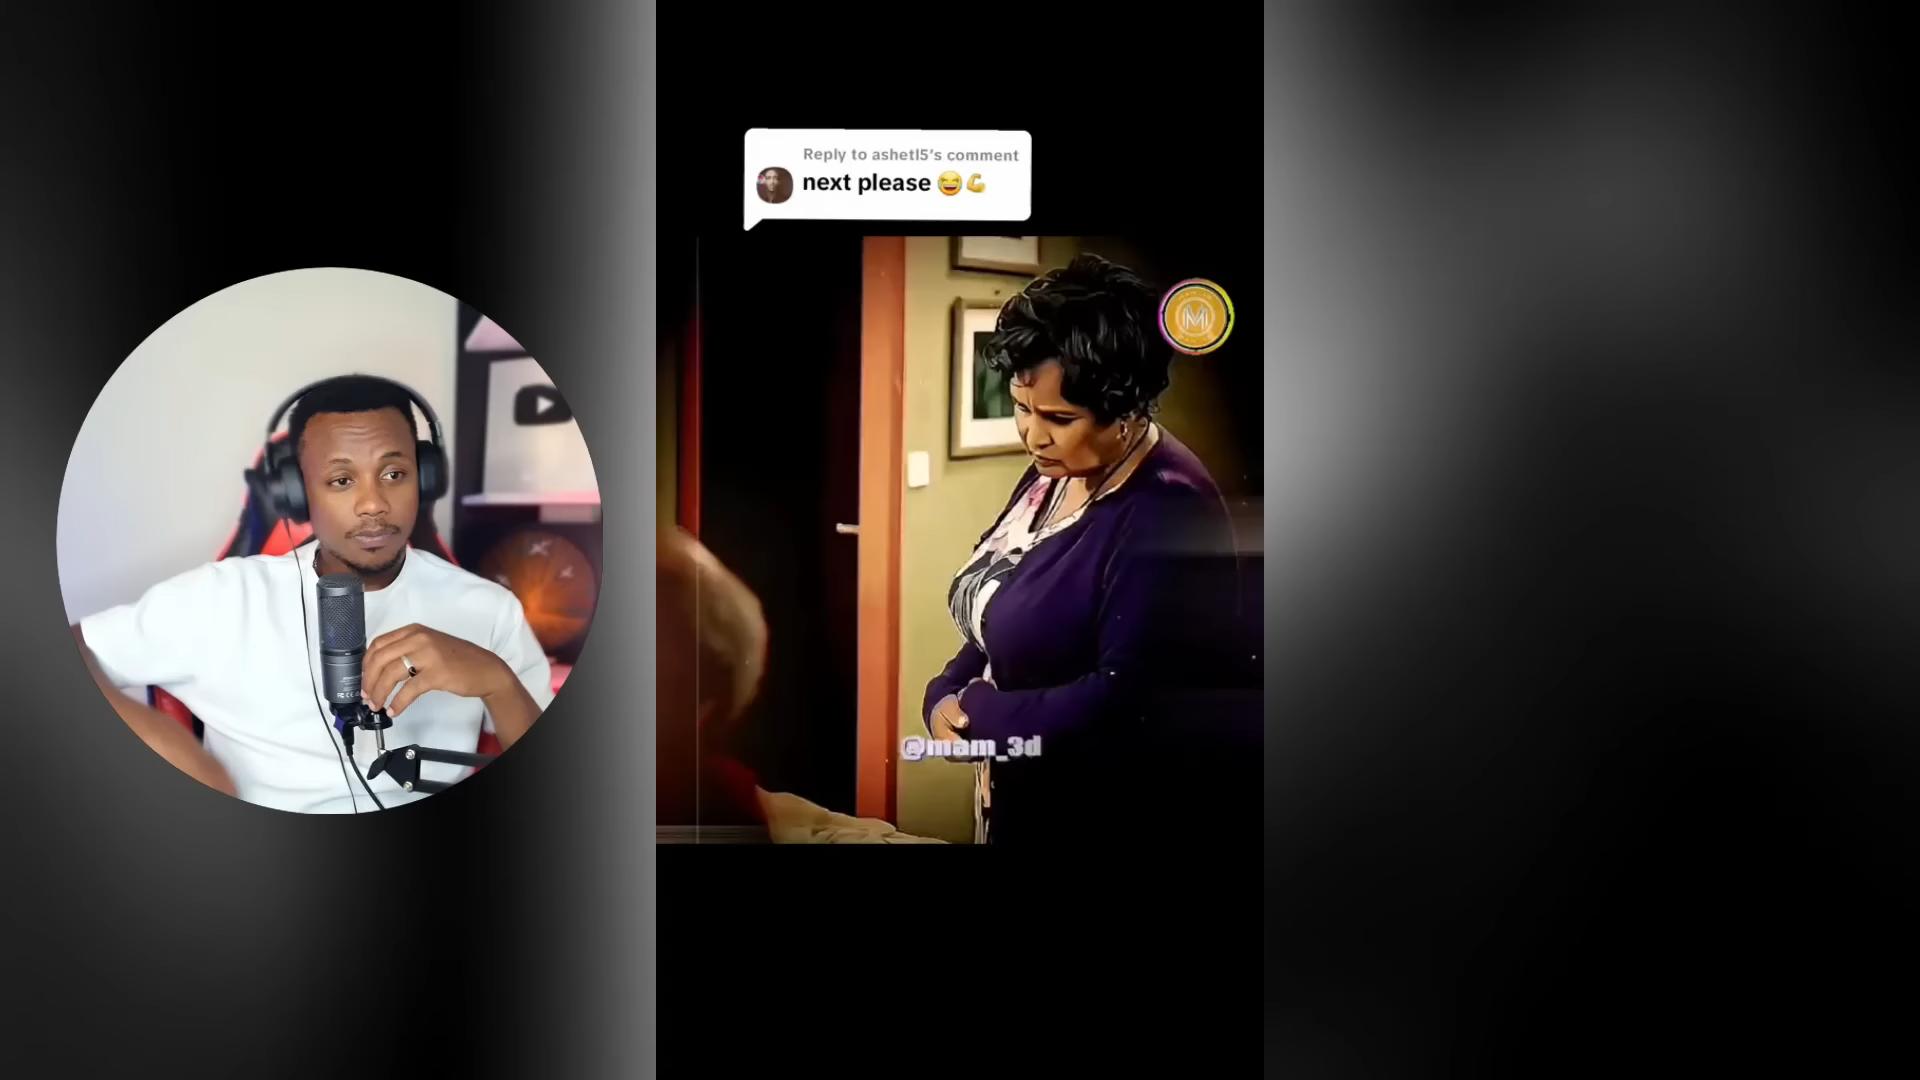 Reply to ashetl5's comment
next please 😂💪
M
@mam_3d